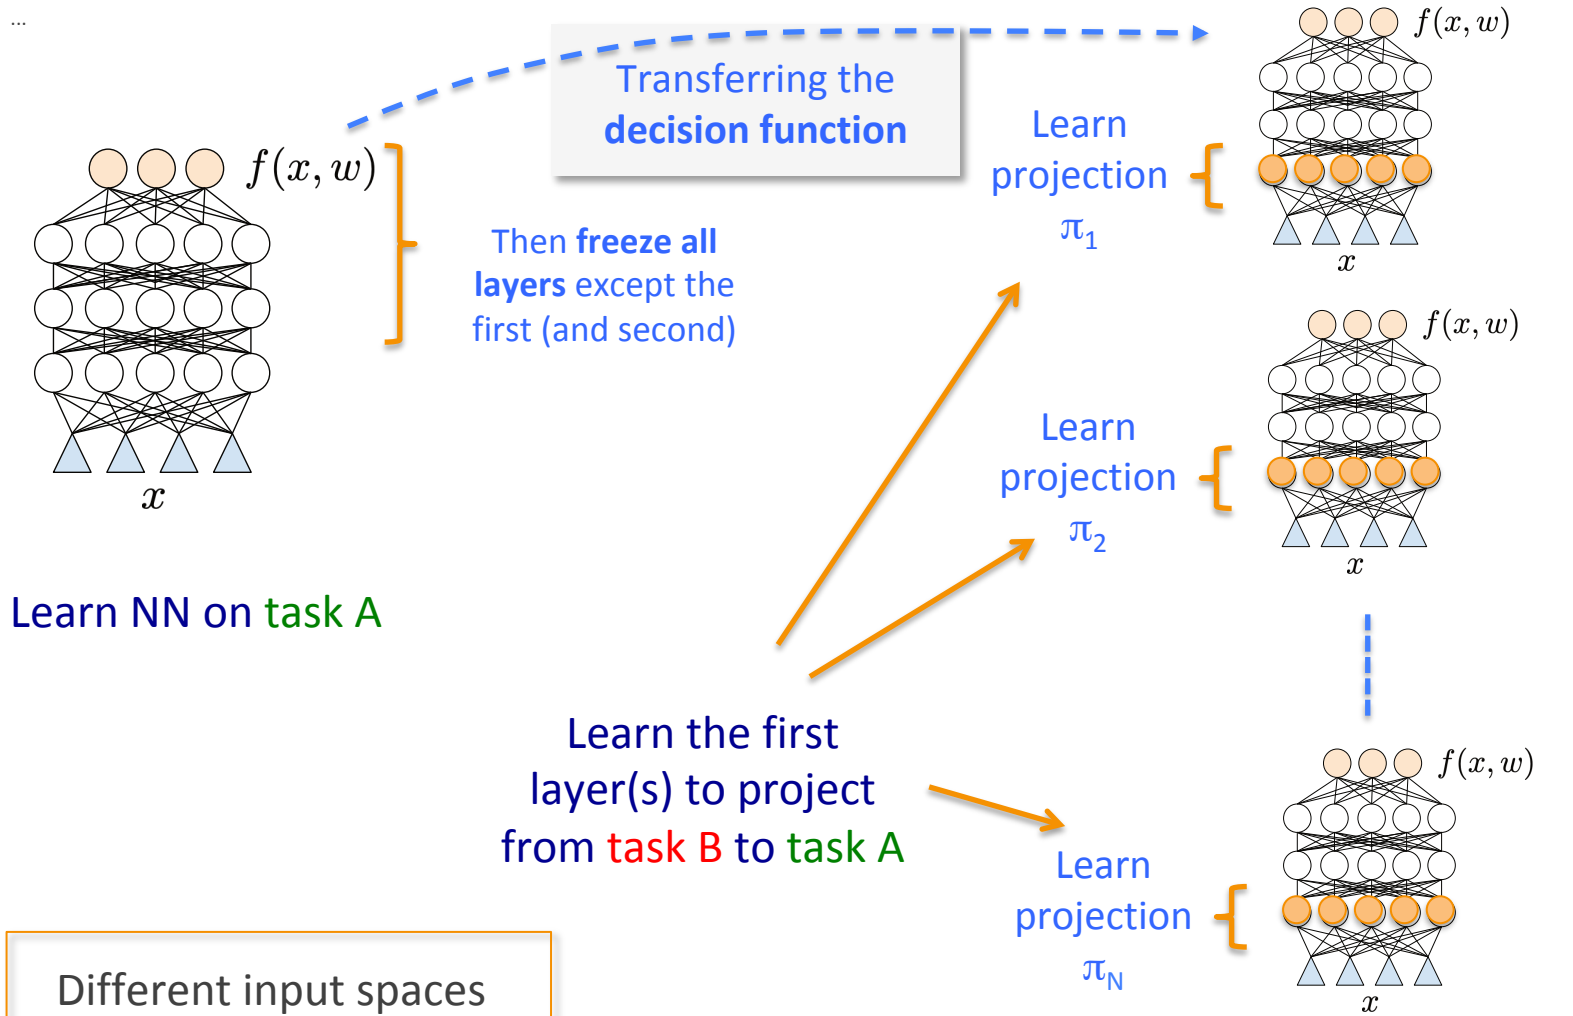 ...
Transferring the
decision function
f(x, w)
Then freeze all
layers except the
first (and second)
x
Learn NN on task A
Learn
projection
π1
f(x, w)
x
Learn
projection
π2
f(x, w)
x
Learn the first
layer(s) to project
from task B to task A
Learn
projection
πN
f(x, w)
x
Different input spaces